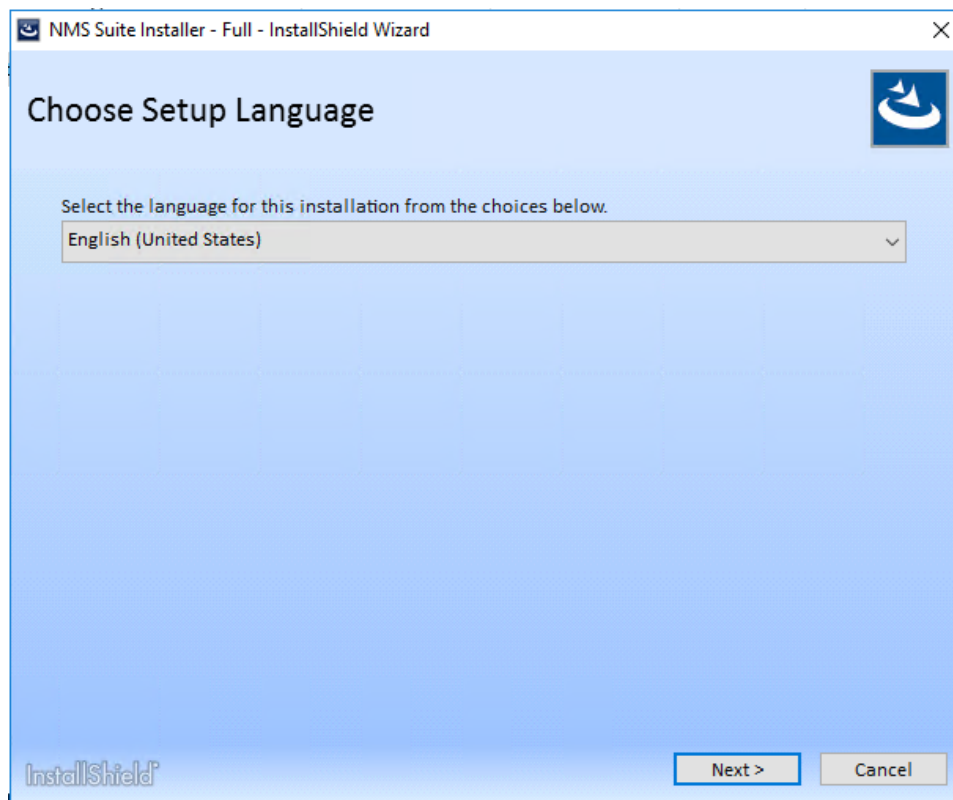 NMS Suite Installer - Full - InstallShield Wizard
Choose Setup Language
Select the language for this installation from the choices below.
English (United States)
InstallShield
Next >
Cancel